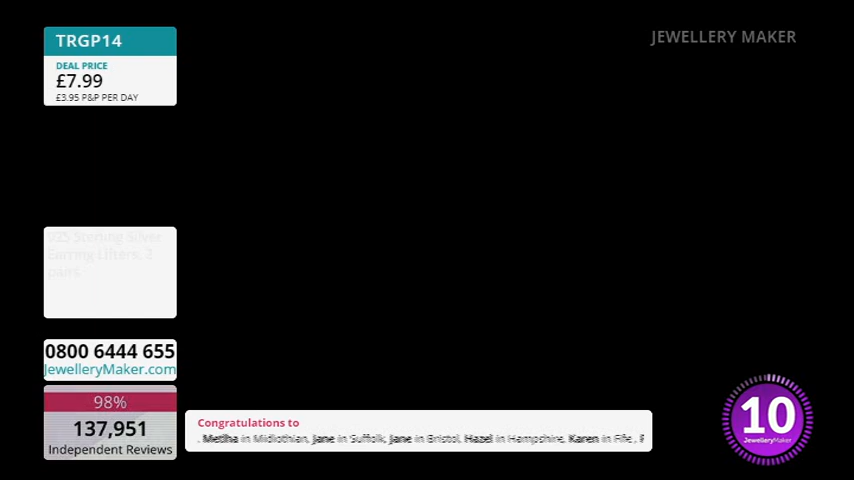 TRGP14
JEWELLERY MAKER
DEAL PRICE
£7.99
£3.95 P&P PER DAY
925 Sterling Silver
Earring Lifters, 2
pairs
0800 6444 655
JewelleryMaker.com
98%
137,951
Independent Reviews
Congratulations to
. Metlha in Midlothian, Jane in Suffolk, Jane in Bristol, Hazel in Hampshire, Karen in Fife,
10
JewelleryMaker